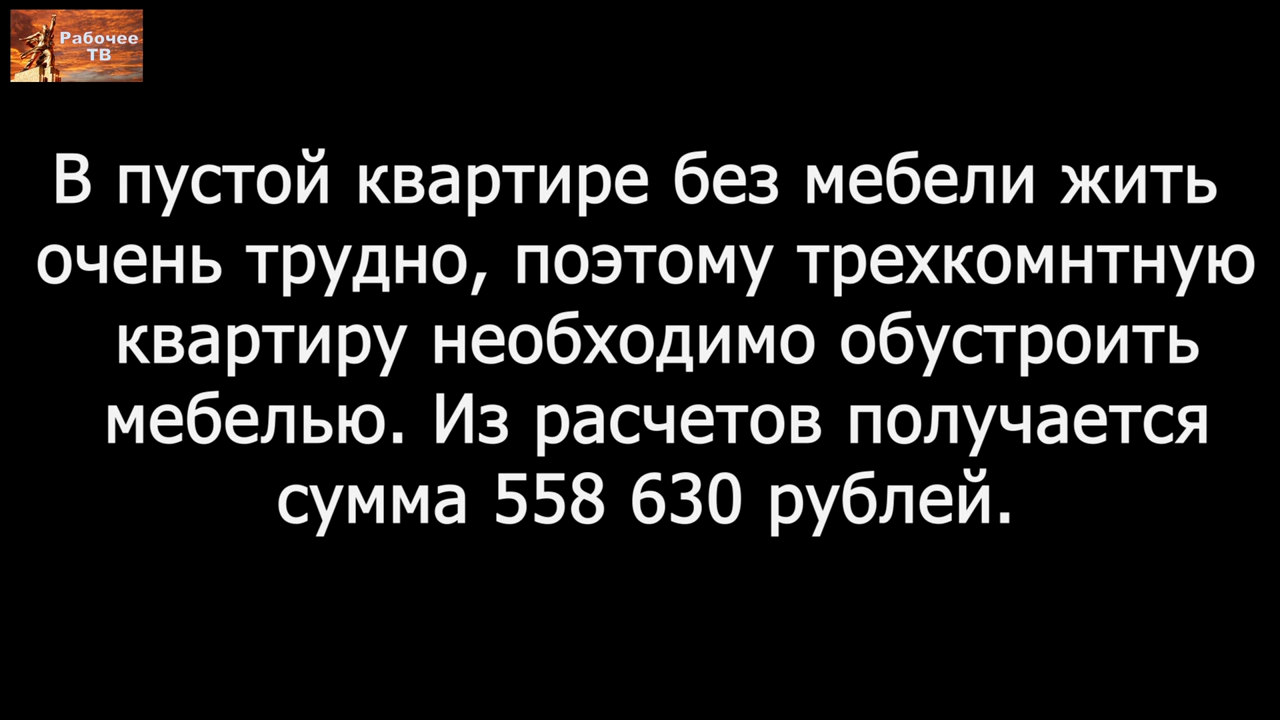 Рабочее
ТВ
В пустой квартире без мебели жить
очень трудно, поэтому трехкомнтную
квартиру необходимо обустроить
мебелью. Из расчетов получается
сумма 558 630 рублей.